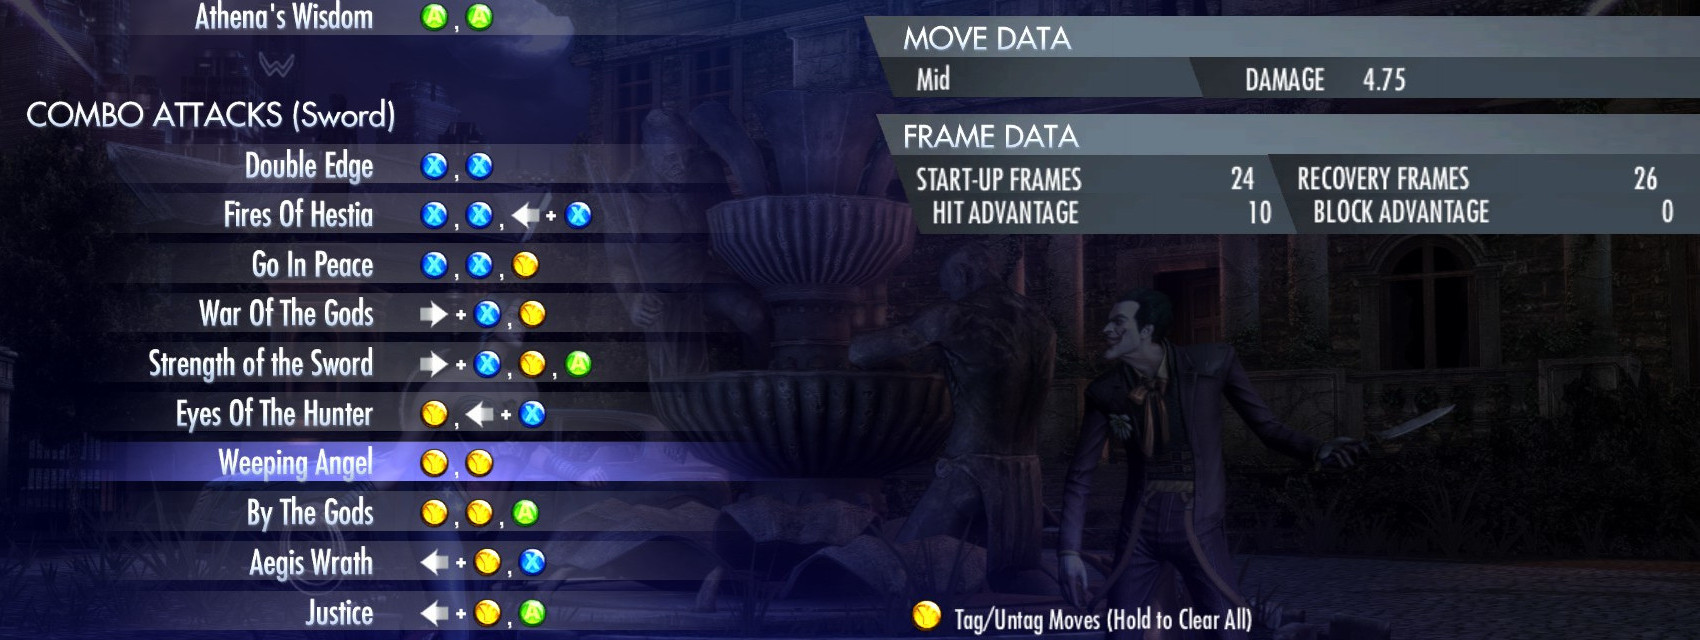 Athena's Wisdom A, A
COMBO ATTACKS (Sword)
Double Edge X, X
Fires Of Hestia X, X, + X
Go In Peace X, X, Y
War Of The Gods + X, Y
Strength of the Sword + X, Y, A
Eyes Of The Hunter Y, + X
Weeping Angel Y, Y
By The Gods Y, Y, A
Aegis Wrath + Y, X
Justice + Y, A
MOVE DATA
Mid DAMAGE 4.75
FRAME DATA
START-UP FRAMES 24 RECOVERY FRAMES 26
HIT ADVANTAGE 10 BLOCK ADVANTAGE 0
Y Tag/Untag Moves (Hold to Clear All)